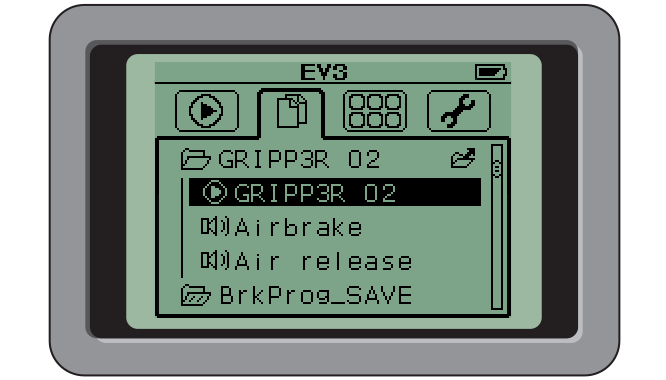 EV3
GRIPP3R 02
GRIPP3R 02
Airbrake
Air release
BrkProg_SAVE